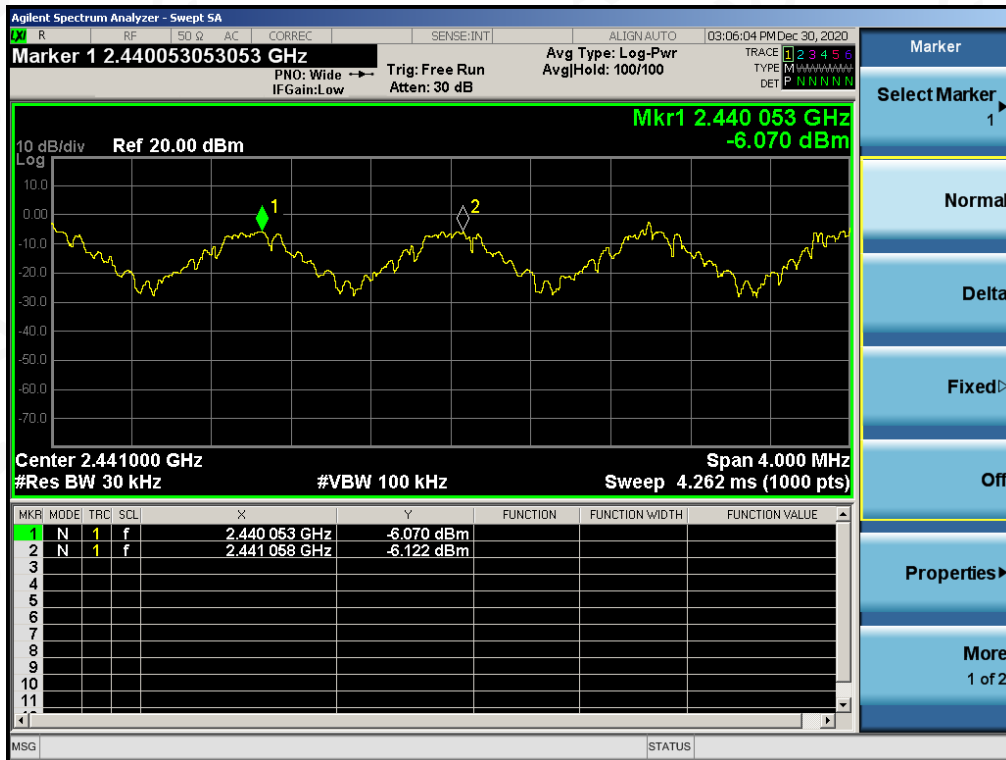 Agilent Spectrum Analyzer - Swept SA
LXI R RF 50 Ω AC CORREC SENSE:INT ALIGN AUTO 03:06:04 PM Dec 30, 2020
Marker 1 2.440053053053 GHz
PNO: Wide
IFGain:Low
Trig: Free Run
Atten: 30 dB
Avg Type: Log-Pwr
Avg|Hold: 100/100
TRACE 1 2 3 4 5 6
TYPE M WWWWW
DET P N N N N N
Mkr1 2.440 053 GHz
-6.070 dBm
10 dB/div Ref 20.00 dBm
Log
10.0
0.00
-10.0
-20.0
-30.0
-40.0
-50.0
-60.0
-70.0
1
2
Center 2.441000 GHz Span 4.000 MHz
#Res BW 30 kHz #VBW 100 kHz Sweep 4.262 ms (1000 pts)
MKR MODE TRC SCL X Y FUNCTION FUNCTION WIDTH FUNCTION VALUE
1 N 1 f 2.440 053 GHz -6.070 dBm
2 N 1 f 2.441 058 GHz -6.122 dBm
3
4
5
6
7
8
9
10
11
MSG STATUS
Marker
Select Marker
1
Normal
Delta
Fixed
Off
Properties
More
1 of 2